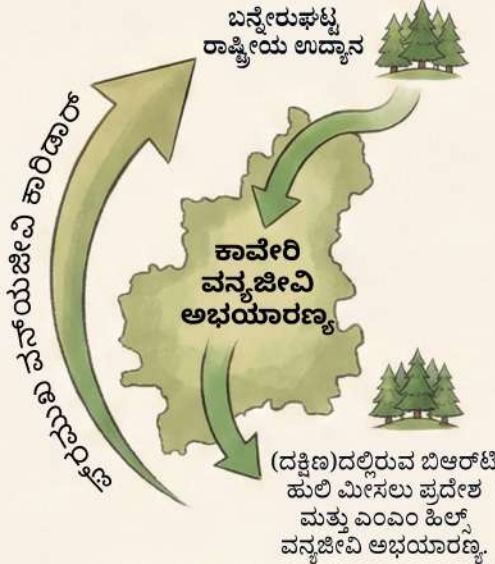 ಬನ್ನೇರುಘಟ್ಟ
ರಾಷ್ಟ್ರೀಯ ಉದ್ಯಾನ
ಪ್ರಮುಖ ವನ್ಯಜೀವಿ ಕಾರಿಡಾರ್
ಕಾವೇರಿ
ವನ್ಯಜೀವಿ
ಅಭಯಾರಣ್ಯ
(ದಕ್ಷಿಣ)ದಲ್ಲಿರುವ ಬಿಆರ್‌ಟಿ
ಹುಲಿ ಮೀಸಲು ಪ್ರದೇಶ
ಮತ್ತು ಎಂಎಂ ಹಿಲ್ಸ್
ವನ್ಯಜೀವಿ ಅಭಯಾರಣ್ಯ.